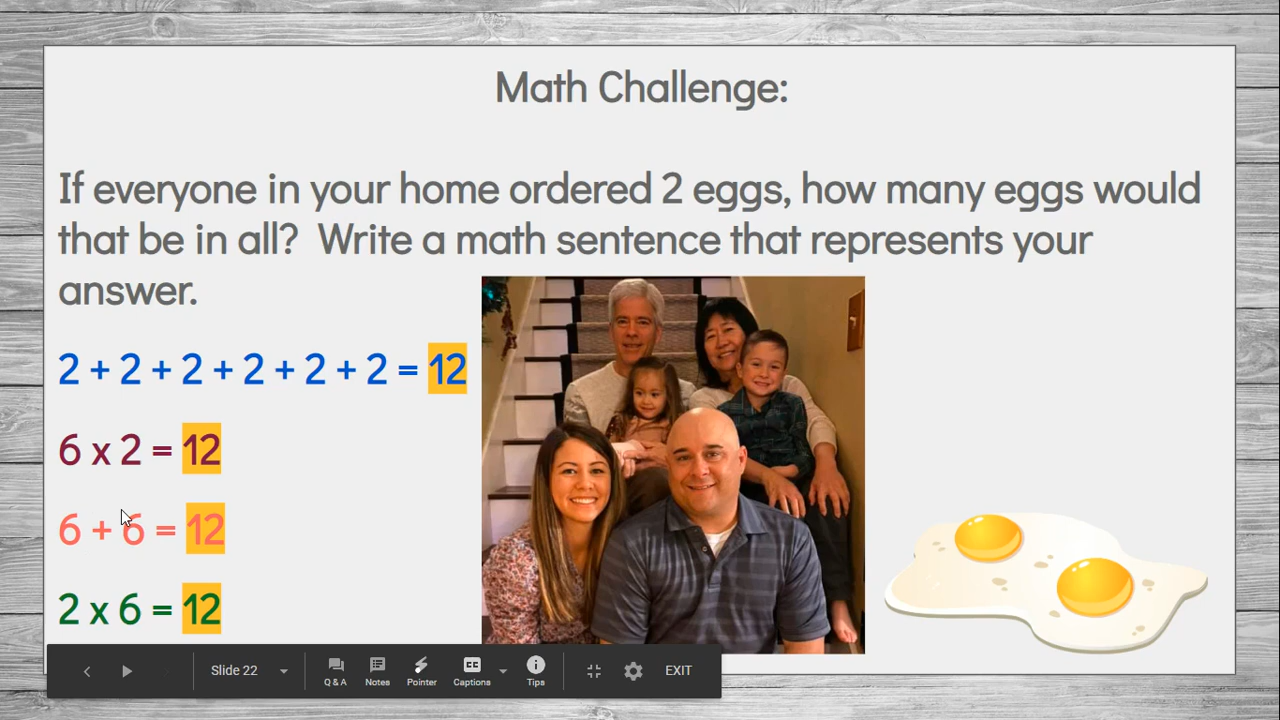 Math Challenge:
If everyone in your home ordered 2 eggs, how many eggs would
that be in all?  Write a math sentence that represents your
answer.
2 + 2 + 2 + 2 + 2 + 2 = 12
6 x 2 = 12
6 + 6 = 12
2 x 6 = 12
Slide 22
Q & A
Notes
Pointer
CC
Captions
Tips
EXIT